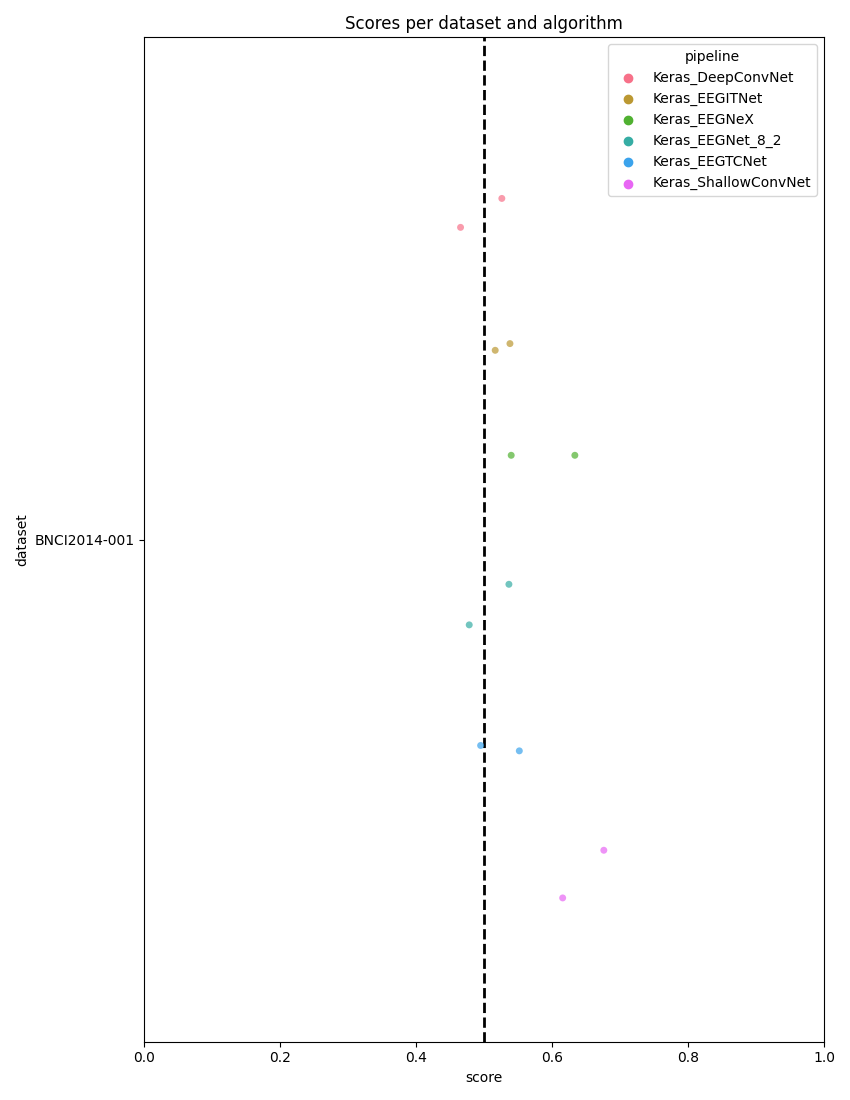 Scores per dataset and algorithm
pipeline
Keras_DeepConvNet
Keras_EEGITNet
Keras_EEGNeX
Keras_EEGNet_8_2
Keras_EEGTCNet
Keras_ShallowConvNet
dataset
BNCI2014-001
0.0 0.2 0.4 0.6 0.8 1.0
score